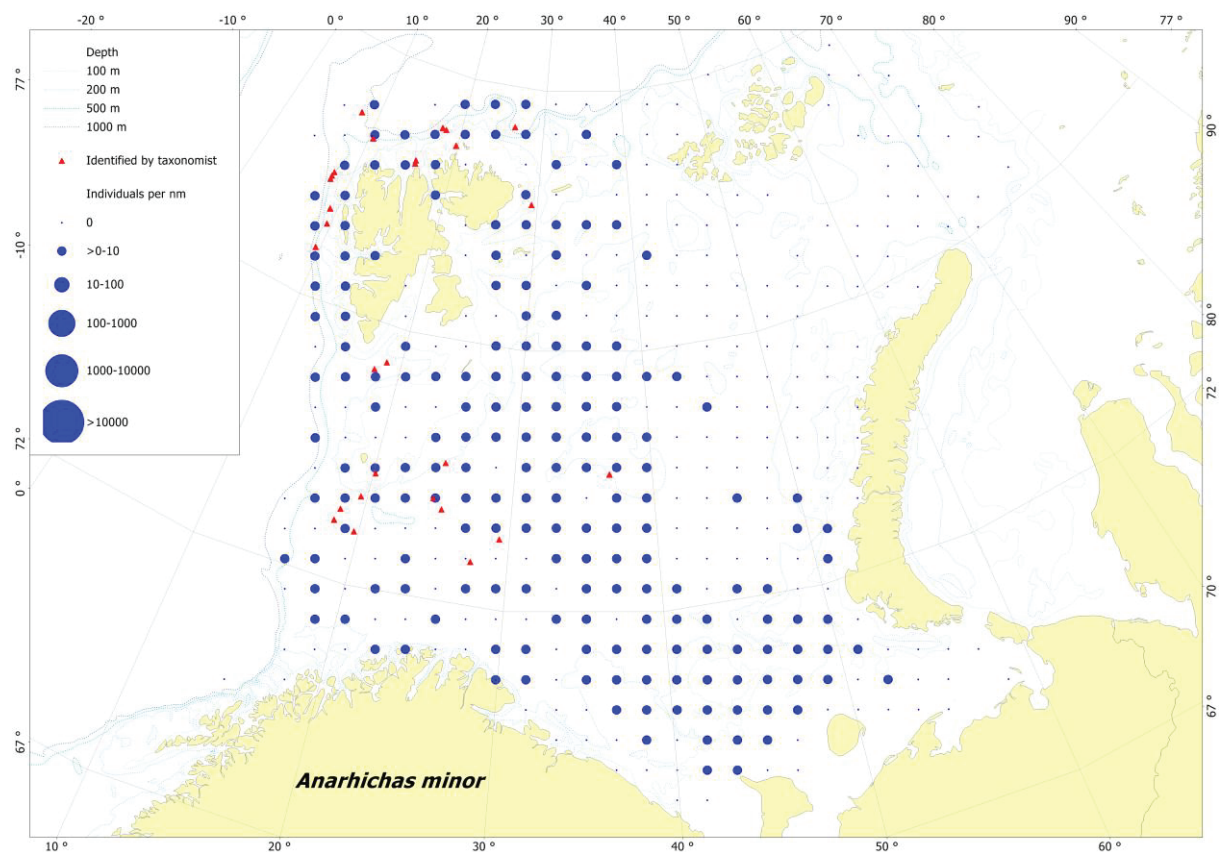 -20 ° -10 ° 0 ° 10 ° 20 ° 30 ° 40 ° 50 ° 60 ° 70 ° 80 ° 90 ° 77 °
Depth
100 m
200 m
500 m
1000 m
Identified by taxonomist
Individuals per nm
0
>0-10
10-100
100-1000
1000-10000
>10000
77 °
-10 °
72 °
0 °
67 °
90 °
80 °
72 °
70 °
67 °
Anarhichas minor
10 ° 20 ° 30 ° 40 ° 50 ° 60 °